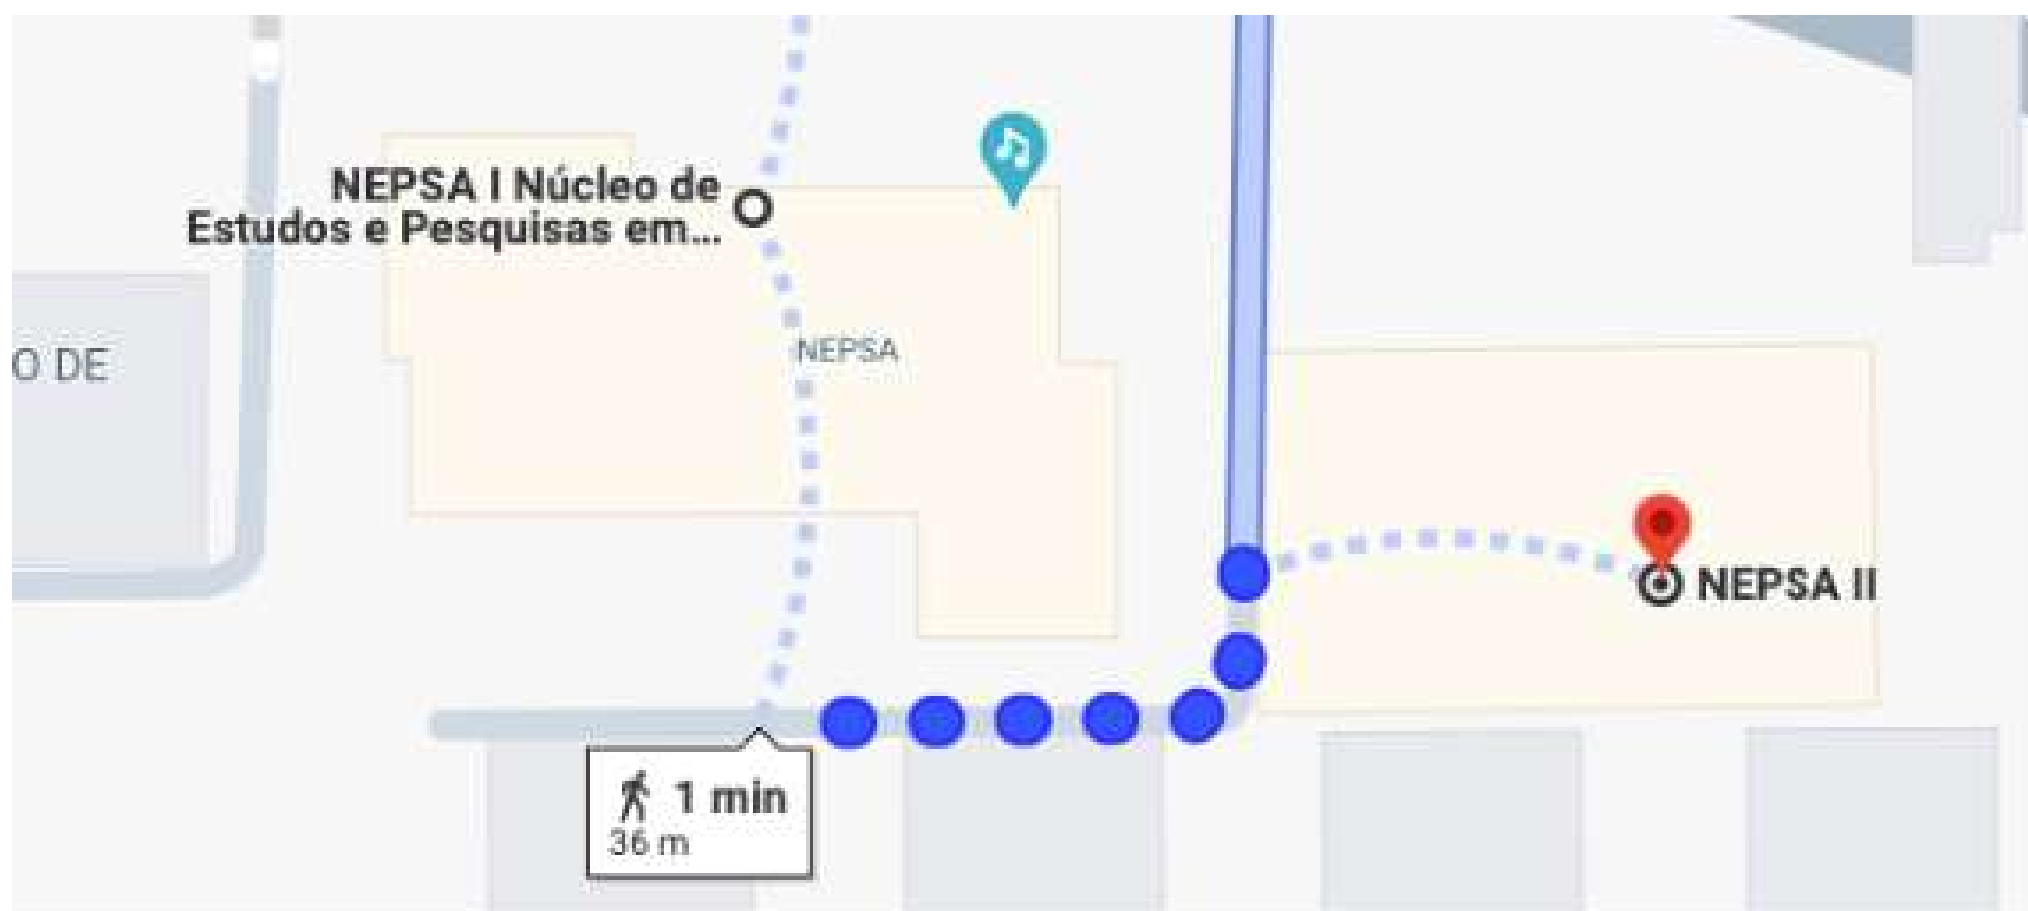 NEPSA I Núcleo de
Estudos e Pesquisas em...
O DE
NEPSA
NEPSA II
1 min
36 m